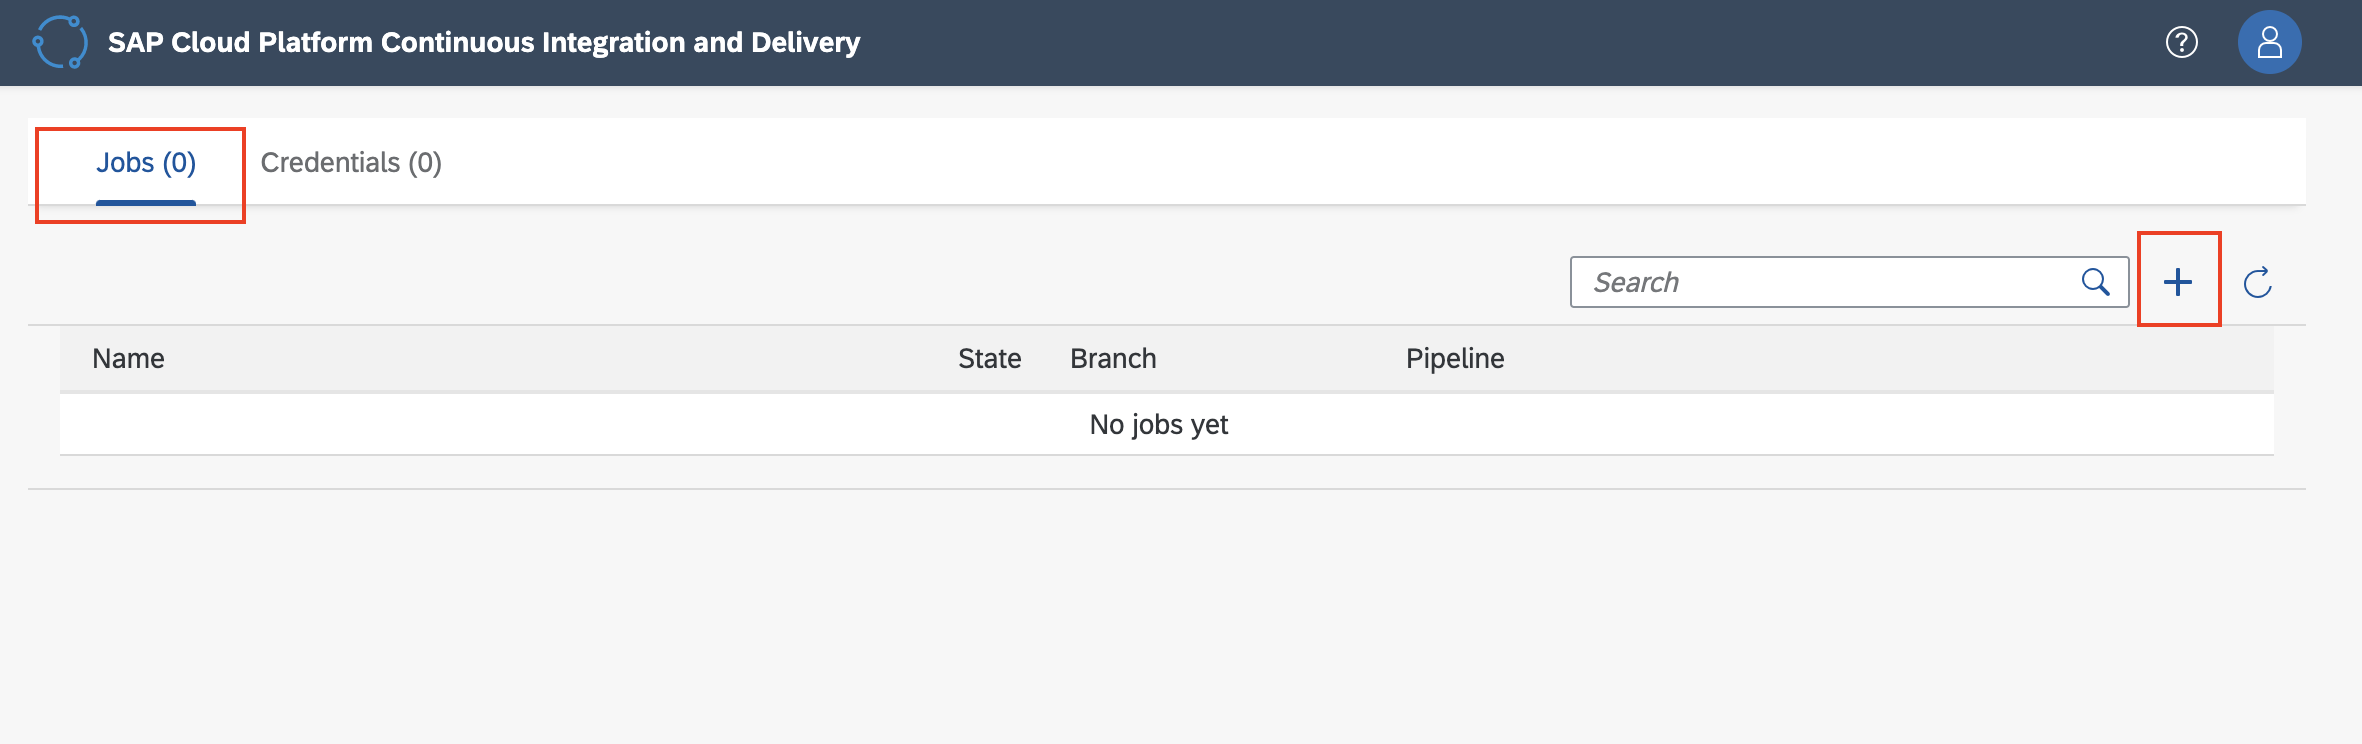 SAP Cloud Platform Continuous Integration and Delivery
Jobs (0) Credentials (0)
Search
Name State Branch Pipeline
No jobs yet